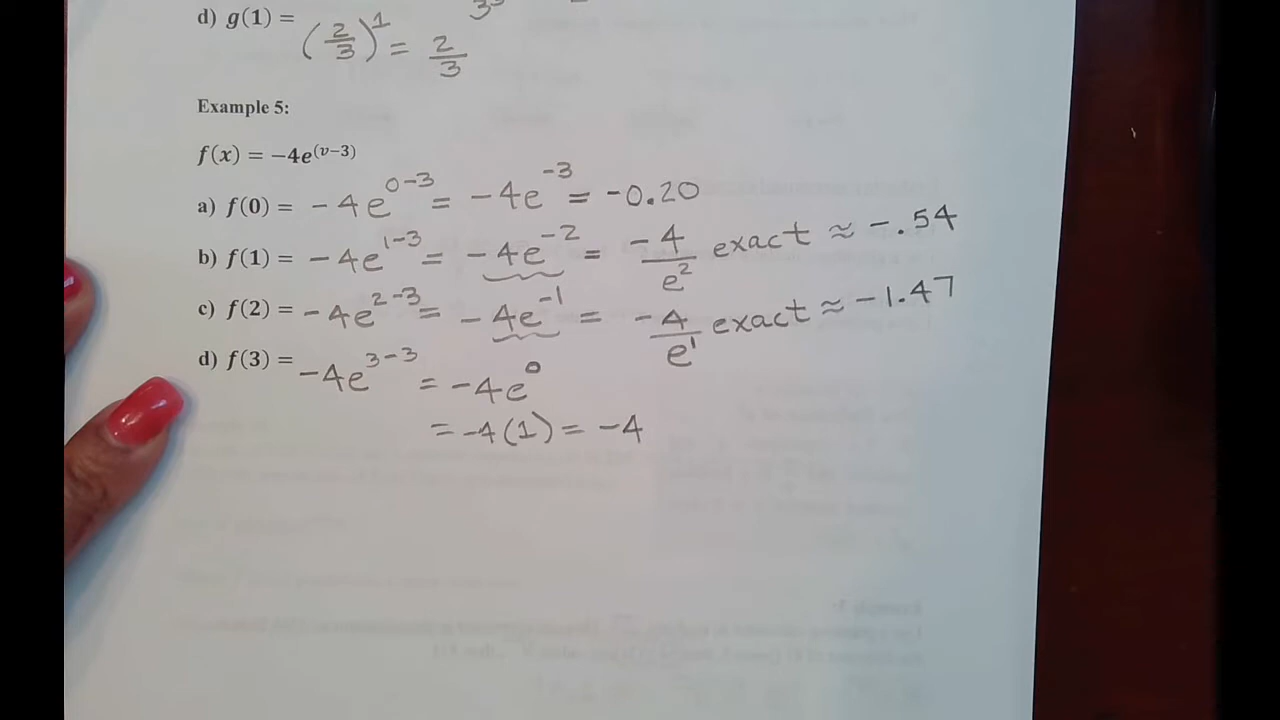 d) g(1) = (2/3)^1 = 2/3
Example 5:
f(x) = −4e^(v−3)
a) f(0) = -4e^0-3 = -4e^-3 = -0.20
b) f(1) = -4e^1-3 = -4e^-2 = -4/e^2 exact ≈ -.54
c) f(2) = -4e^2-3 = -4e^-1 = -4/e^1 exact ≈ -1.47
d) f(3) = -4e^3-3 = -4e^0
= -4(1) = -4